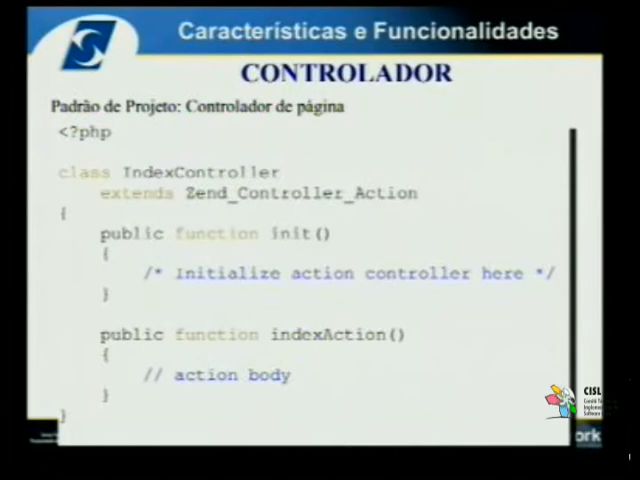 Características e Funcionalidades
CONTROLADOR
Padrão de Projeto: Controlador de página
<?php
class IndexController
extends Zend_Controller_Action
{
public function init()
{
/* Initialize action controller here */
}
public function indexAction()
{
// action body
}
}
CISL
ork